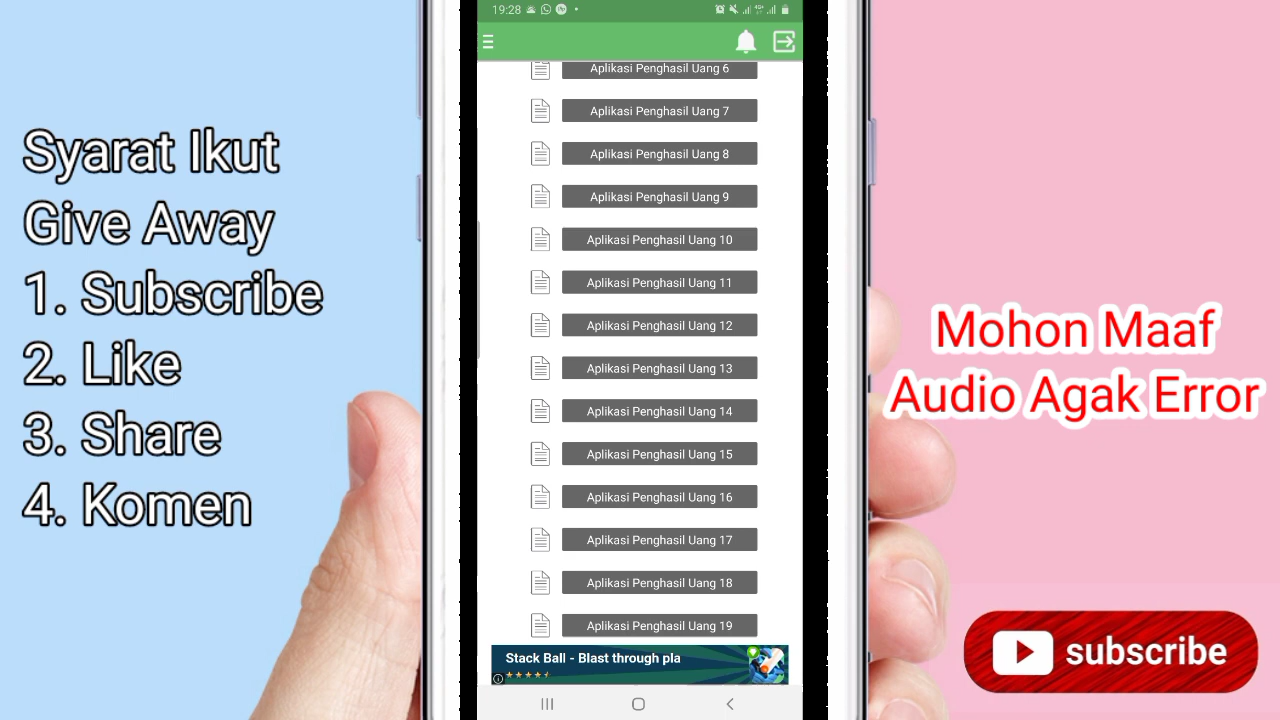 Syarat Ikut
Give Away
1. Subscribe
2. Like
3. Share
4. Komen
19:28
Aplikasi Penghasil Uang 6
Aplikasi Penghasil Uang 7
Aplikasi Penghasil Uang 8
Aplikasi Penghasil Uang 9
Aplikasi Penghasil Uang 10
Aplikasi Penghasil Uang 11
Aplikasi Penghasil Uang 12
Aplikasi Penghasil Uang 13
Aplikasi Penghasil Uang 14
Aplikasi Penghasil Uang 15
Aplikasi Penghasil Uang 16
Aplikasi Penghasil Uang 17
Aplikasi Penghasil Uang 18
Aplikasi Penghasil Uang 19
Stack Ball - Blast through pla
Mohon Maaf
Audio Agak Error
subscribe